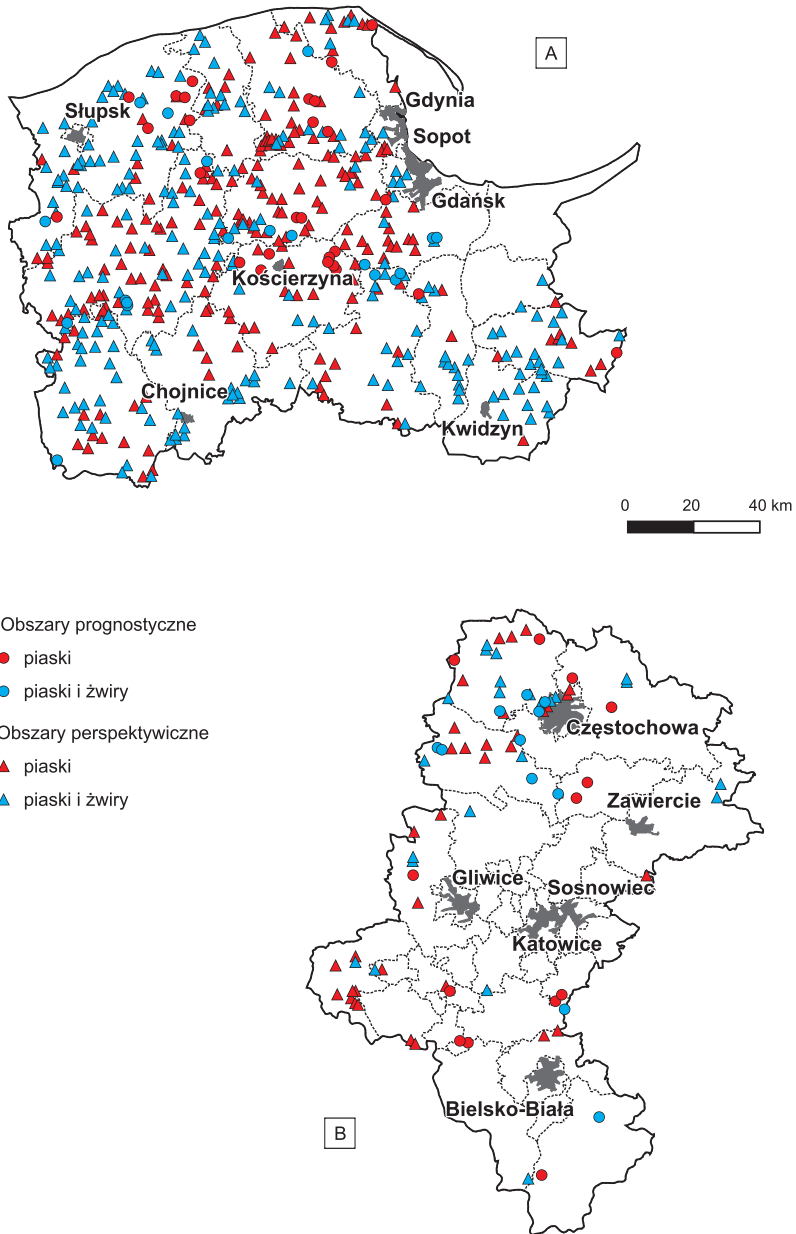 A
Gdynia
Słupsk
Sopot
Gdańsk
Kościerzyna
Chojnice
Kwidzyn
0 20 40 km
Obszary prognostyczne
piaski
piaski i żwiry
Obszary perspektywiczne
piaski
piaski i żwiry
Częstochowa
Zawiercie
Gliwice
Sosnowiec
Katowice
Bielsko-Biała
B